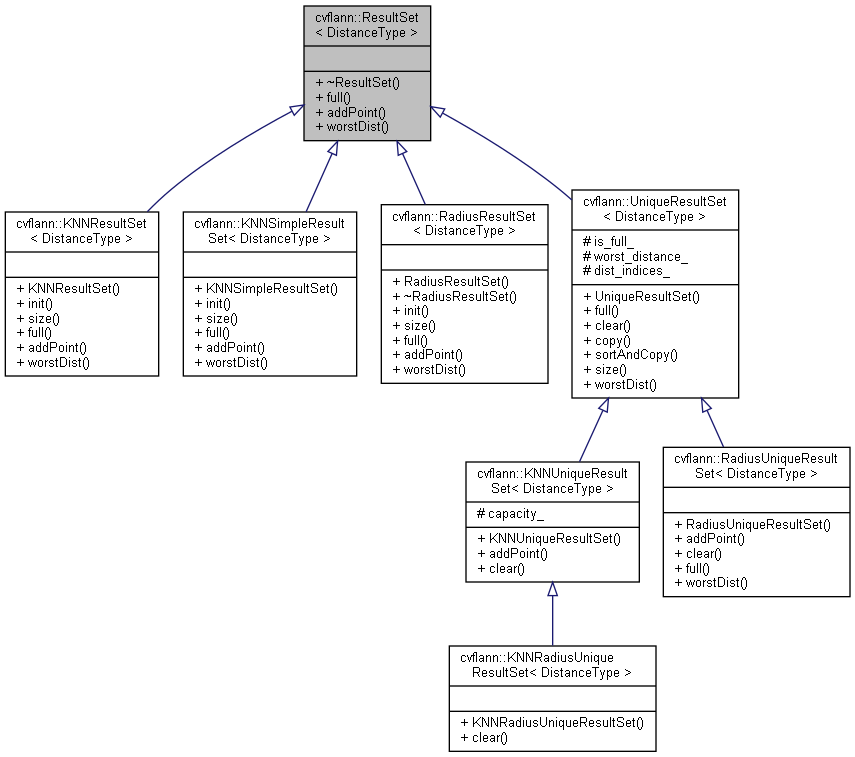 cvflann::ResultSet
< DistanceType >
+ ~ResultSet()
+ full()
+ addPoint()
+ worstDist()
cvflann::KNNResultSet
< DistanceType >
+ KNNResultSet()
+ init()
+ size()
+ full()
+ addPoint()
+ worstDist()
cvflann::KNNSimpleResult
Set< DistanceType >
+ KNNSimpleResultSet()
+ init()
+ size()
+ full()
+ addPoint()
+ worstDist()
cvflann::RadiusResultSet
< DistanceType >
+ RadiusResultSet()
+ ~RadiusResultSet()
+ init()
+ size()
+ full()
+ addPoint()
+ worstDist()
cvflann::UniqueResultSet
< DistanceType >
# is_full_
# worst_distance_
# dist_indices_
+ UniqueResultSet()
+ full()
+ clear()
+ copy()
+ sortAndCopy()
+ size()
+ worstDist()
cvflann::KNNUniqueResult
Set< DistanceType >
# capacity_
+ KNNUniqueResultSet()
+ addPoint()
+ clear()
cvflann::RadiusUniqueResult
Set< DistanceType >
+ RadiusUniqueResultSet()
+ addPoint()
+ clear()
+ full()
+ worstDist()
cvflann::KNNRadiusUnique
ResultSet< DistanceType >
+ KNNRadiusUniqueResultSet()
+ clear()